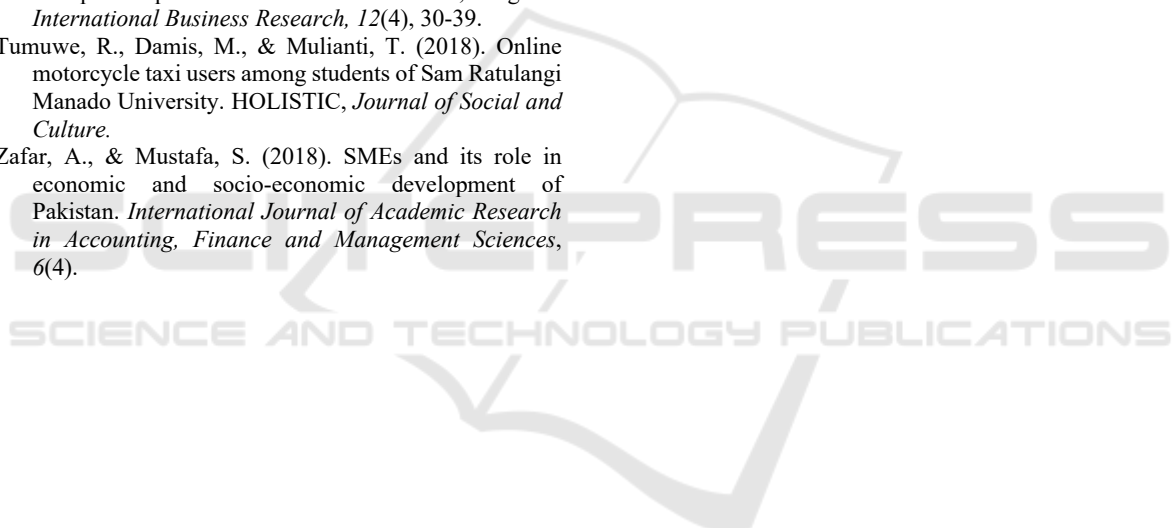 International Business Research, 12(4), 30-39.
Tumuwe, R., Damis, M., & Mulianti, T. (2018). Online
motorcycle taxi users among students of Sam Ratulangi
Manado University. HOLISTIC, Journal of Social and
Culture.
Zafar, A., & Mustafa, S. (2018). SMEs and its role in
economic and socio-economic development of
Pakistan. International Journal of Academic Research
in Accounting, Finance and Management Sciences,
6(4).
SCITEPRESS
SCIENCE AND TECHNOLOGY PUBLICATIONS